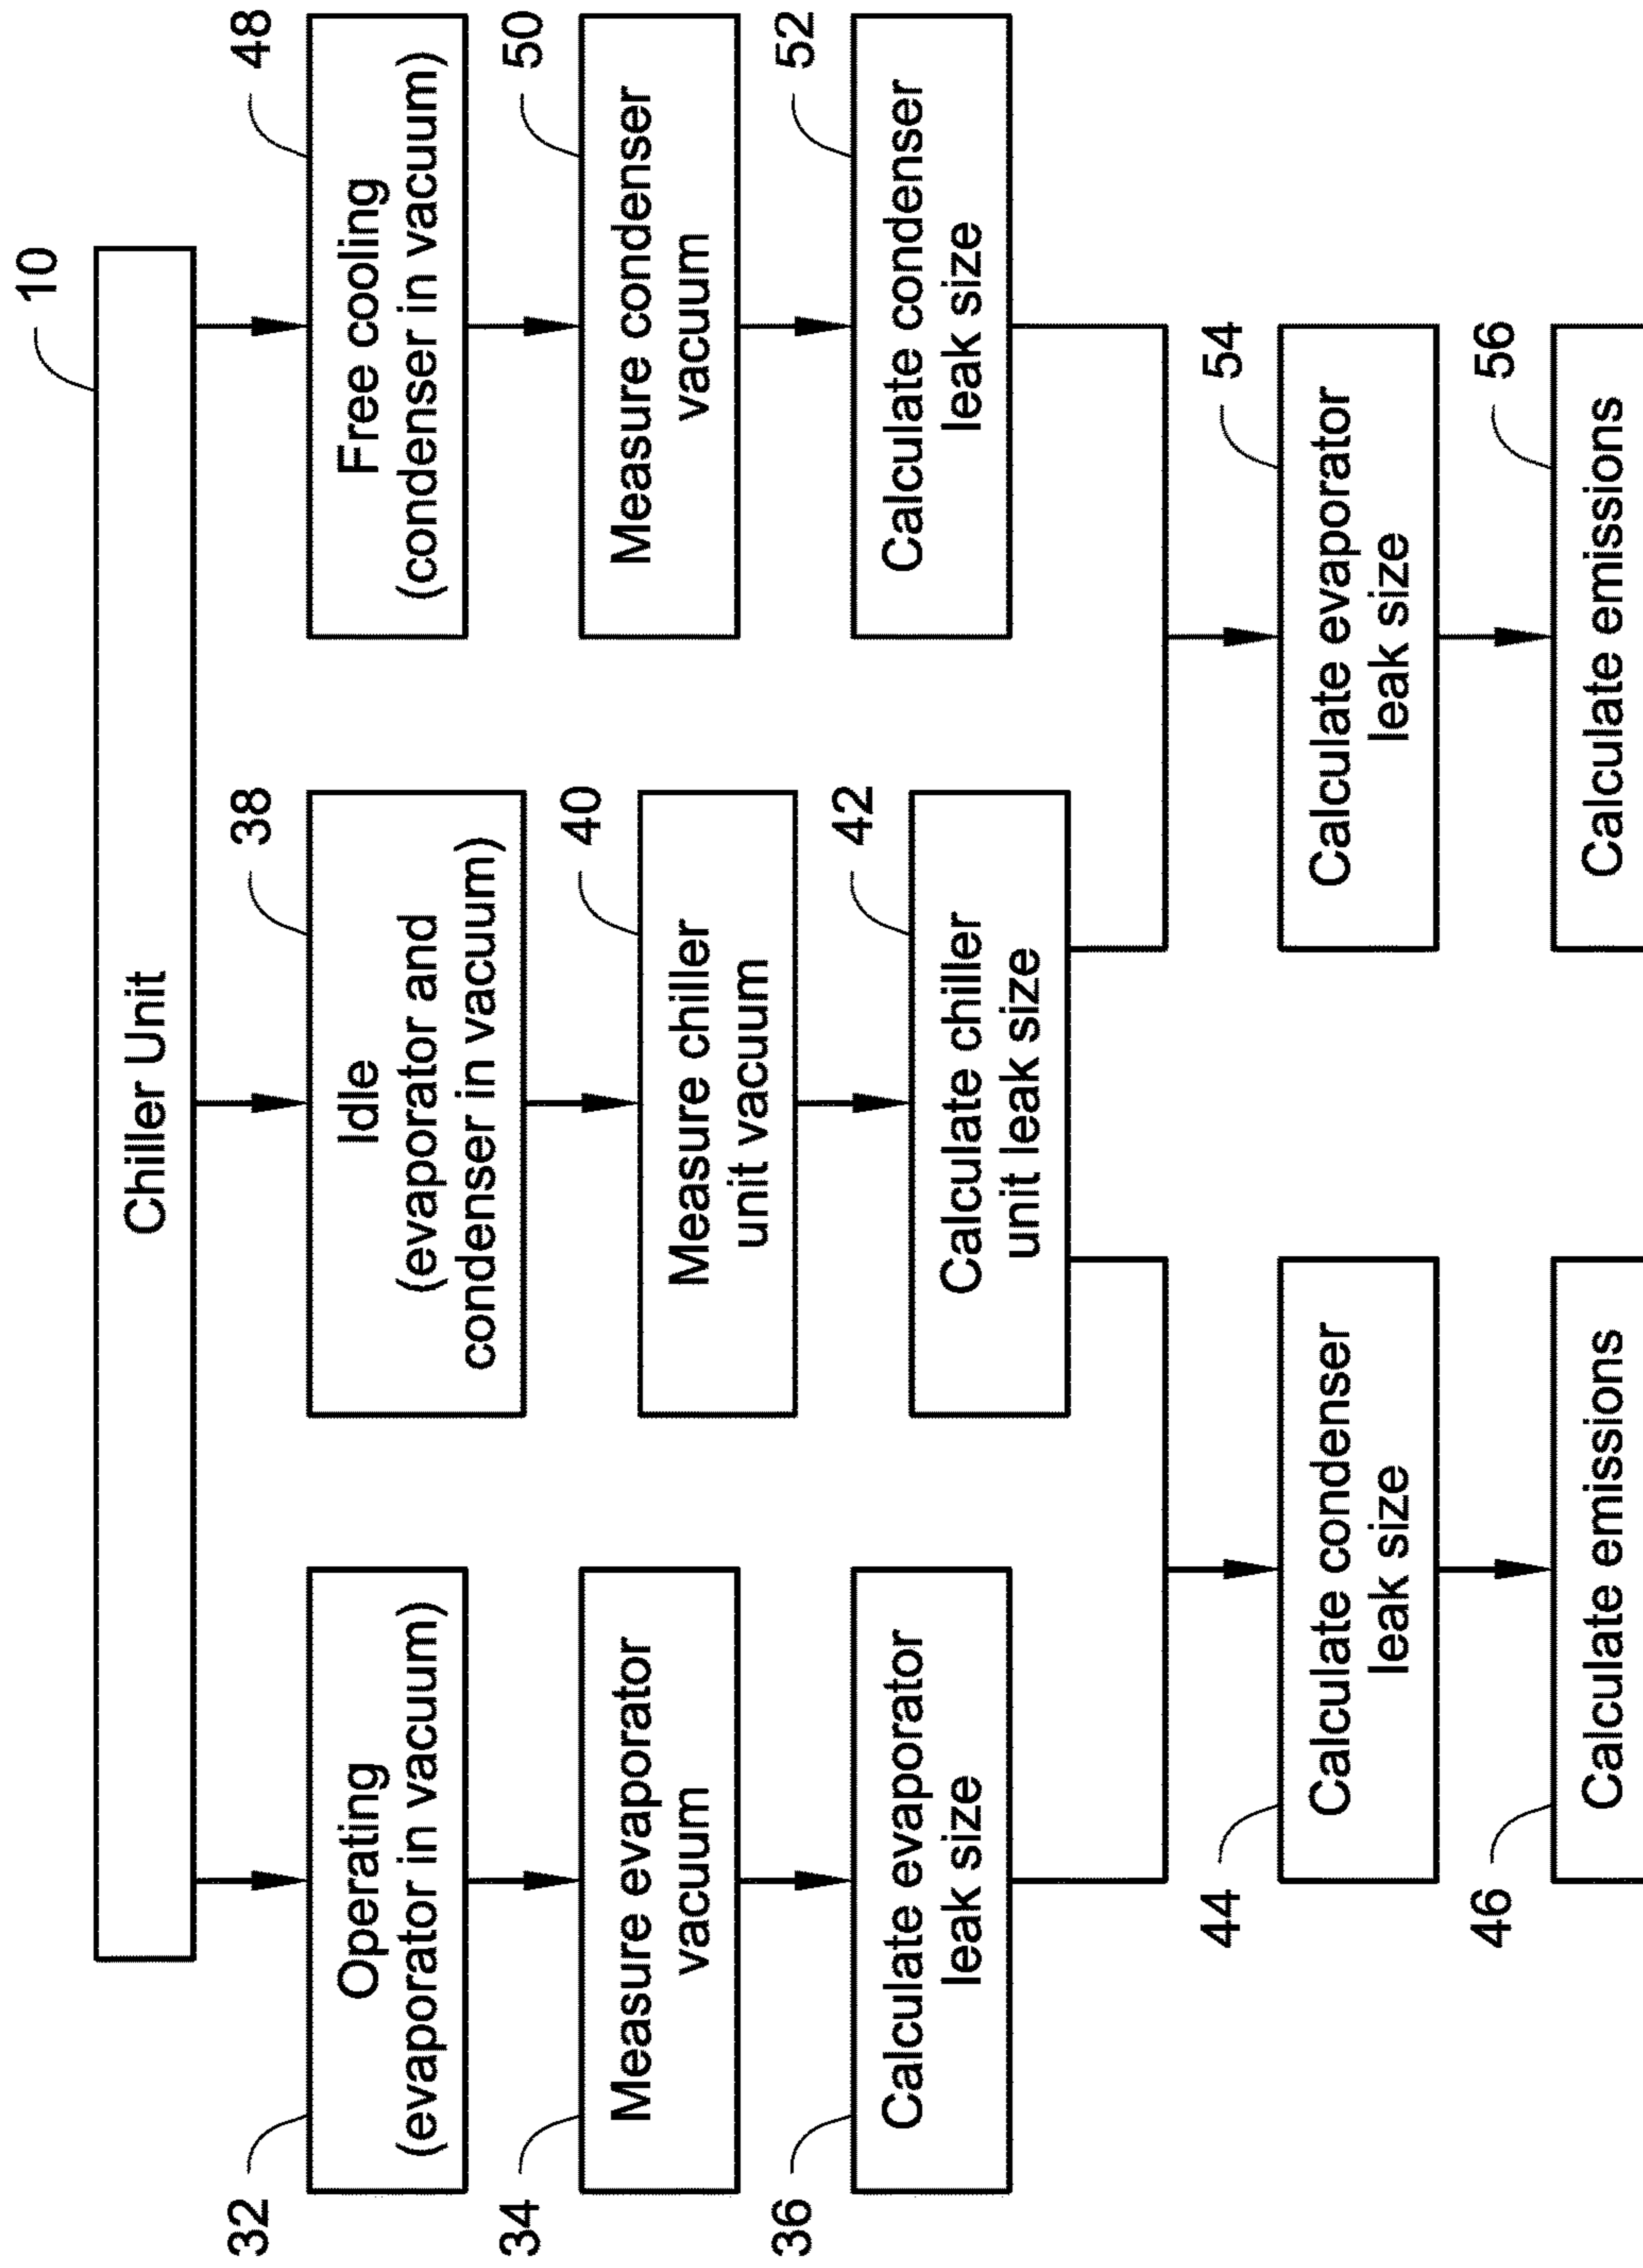 10
Chiller Unit
32
Operating
(evaporator in vacuum)
34
Measure evaporator
vacuum
36
Calculate evaporator
leak size
38
Idle
(evaporator and
condenser in vacuum)
40
Measure chiller
unit vacuum
42
Calculate chiller
unit leak size
48
Free cooling
(condenser in vacuum)
50
Measure condenser
vacuum
52
Calculate condenser
leak size
44
Calculate condenser
leak size
46
Calculate emissions
54
Calculate evaporator
leak size
56
Calculate emissions